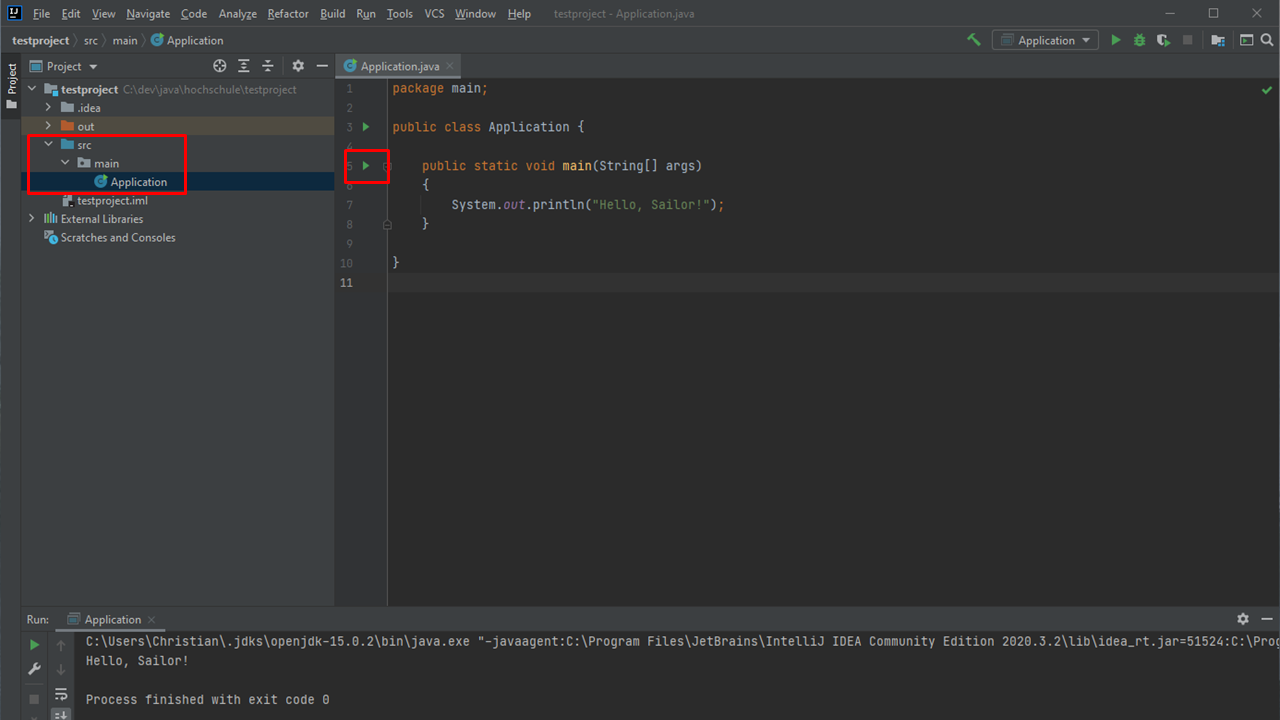 IJ File Edit View Navigate Code Analyze Refactor Build Run Tools VCS Window Help testproject - Application.java
testproject src main Application Application
Project
Project
testproject C:\dev\java\hochschule\testproject
.idea
out
src
main
Application
testproject.iml
External Libraries
Scratches and Consoles
Application.java
1 package main;
2
3 public class Application {
4
5 public static void main(String[] args)
6 {
7 System.out.println("Hello, Sailor!");
8 }
9
10 }
11
Run: Application
C:\Users\Christian\.jdks\openjdk-15.0.2\bin\java.exe "-javaagent:C:\Program Files\JetBrains\IntelliJ IDEA Community Edition 2020.3.2\lib\idea_rt.jar=51524:C:\Prog
Hello, Sailor!
Process finished with exit code 0